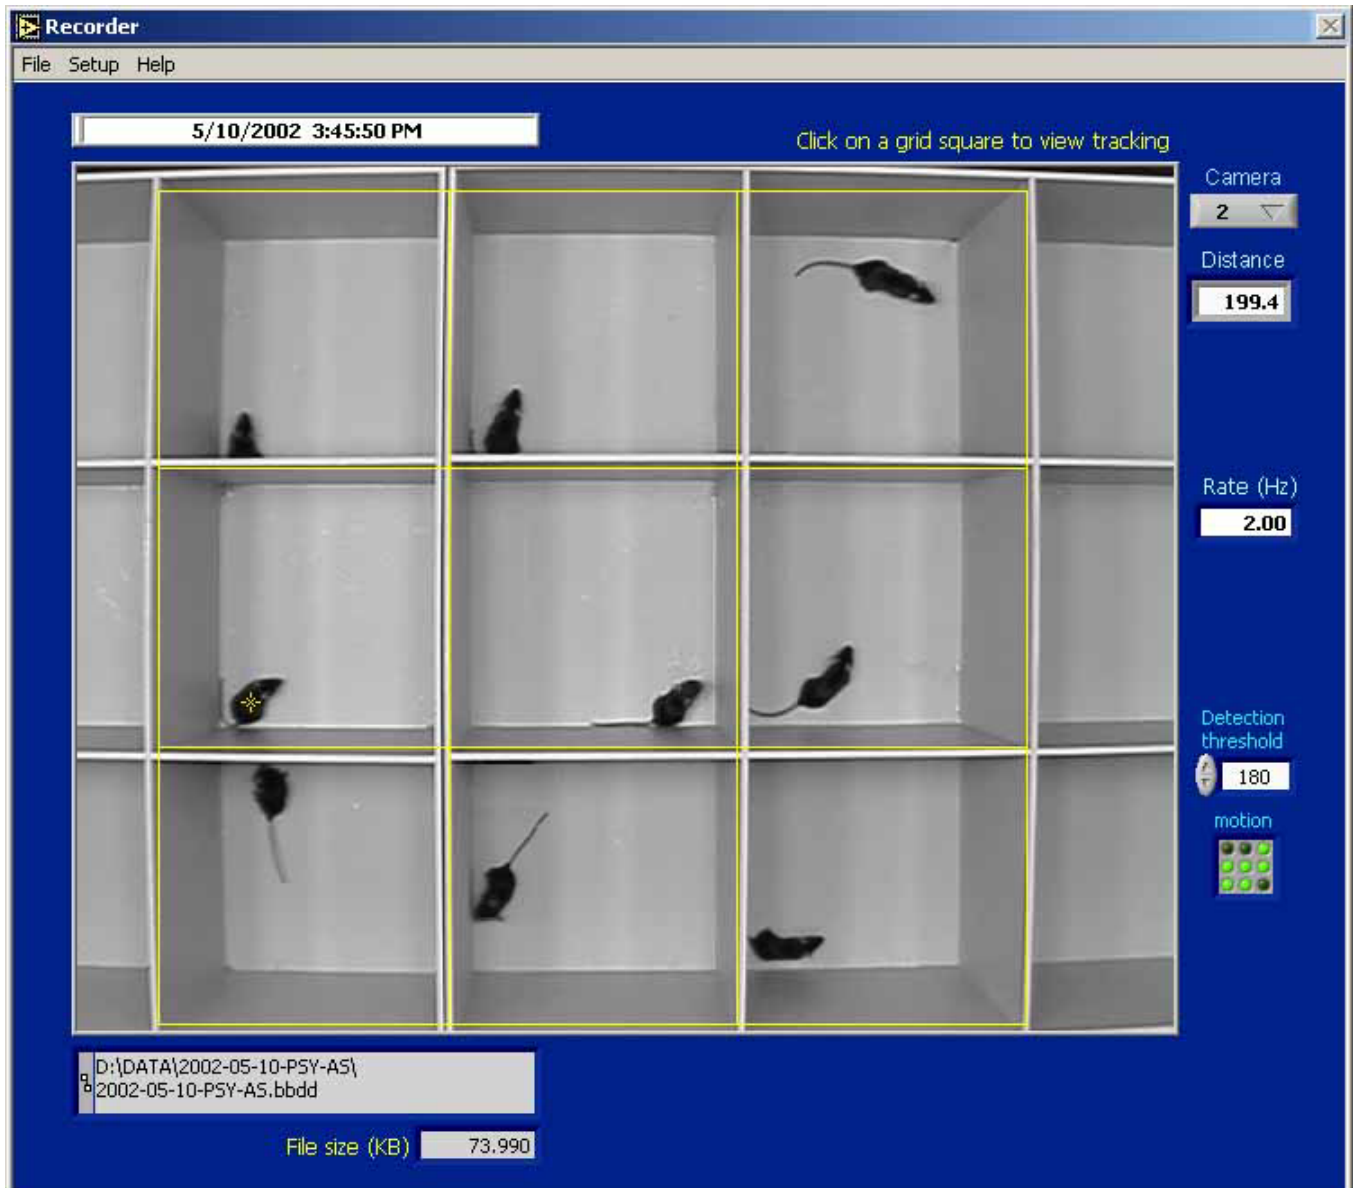 Recorder
File Setup Help
5/10/2002 3:45:50 PM
Click on a grid square to view tracking
Camera
2
Distance
199.4
Rate (Hz)
2.00
Detection
threshold
180
motion
D:\DATA\2002-05-10-PSY-AS\
2002-05-10-PSY-AS.bbdd
File size (KB) 73.990